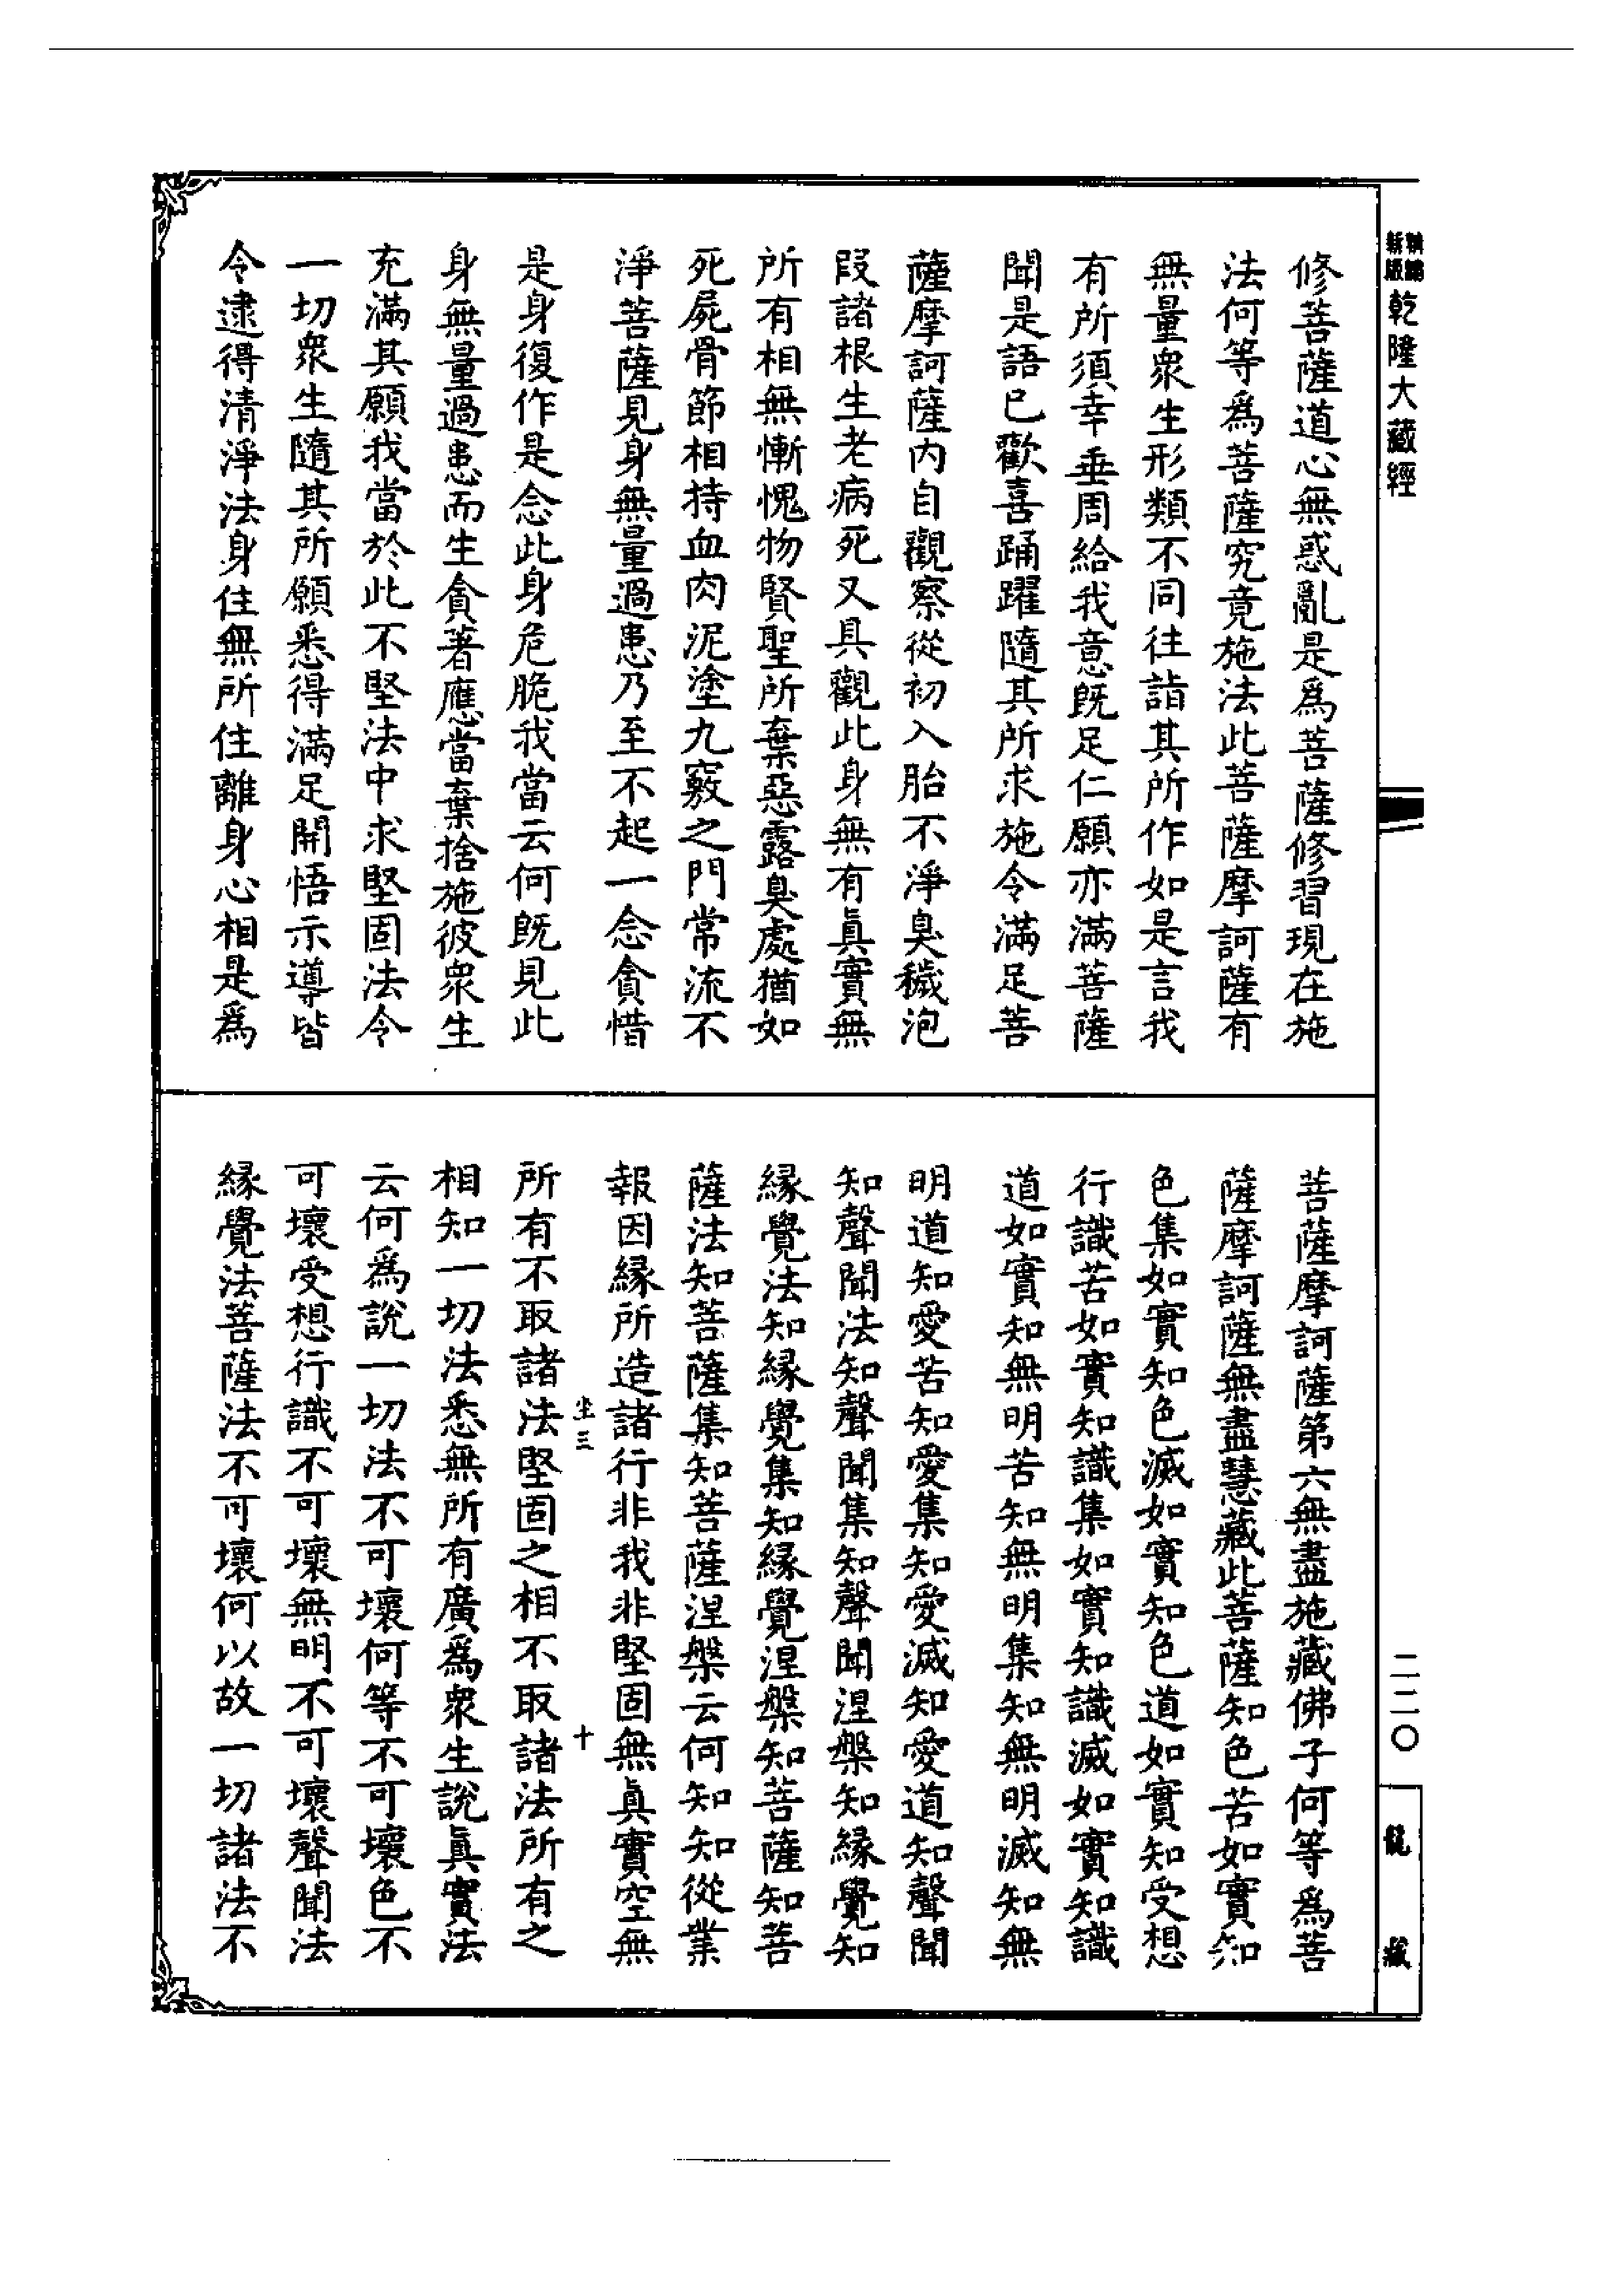 乾隆大藏經
修菩薩道心無惑亂是爲菩薩修習現在施
法何等爲菩薩究竟施法此菩薩摩訶薩有
無量衆生形類不同往詣其所作如是言我
有所須幸垂周給我意既足仁願亦滿菩薩
聞是語已歡喜踊躍隨其所求施令滿足菩
薩摩訶薩内自觀察從初入胎不淨臭穢泡
段諸根生老病死又具觀此身無有眞實無
所有相無慚愧物賢聖所棄惡露臭處猶如
死屍骨節相持血肉泥塗九竅之門常流不
淨菩薩見身無量過患乃至不起一念貪惜
是身復作是念此身危脆我當云何既見此
身無量過患而生貪著應當棄捨施彼衆生
充滿其願我當於此不堅法中求堅固法令
一切衆生隨其所願悉得滿足開悟示導皆
令逮得清淨法身住無所住離身心相是爲
菩薩摩訶薩第六無盡施藏佛子何等爲菩
薩摩訶薩無盡慧藏此菩薩知色苦如實知
色集如實知色滅如實知色道如實知受想
行識苦如實知識集如實知識滅如實知識
道如實知無明苦知無明集知無明滅知無
明道知愛苦知愛集知愛滅知愛道知聲聞
知聲聞法知聲聞集知聲聞涅槃知緣覺知
緣覺法知緣覺集知緣覺涅槃知菩薩知菩
薩法知菩薩集知菩薩涅槃云何知知從業
報因緣所造諸行非我非堅固無眞實空無
坐三
十
所有不取諸法堅固之相不取諸法所有之
相知一切法悉無所有廣爲衆生說眞實法
云何爲說一切法不可壞何等不可壞色不
可壞受想行識不可壞無明不可壞聲聞法
緣覺法菩薩法不可壞何以故一切諸法不
二二〇
龍藏